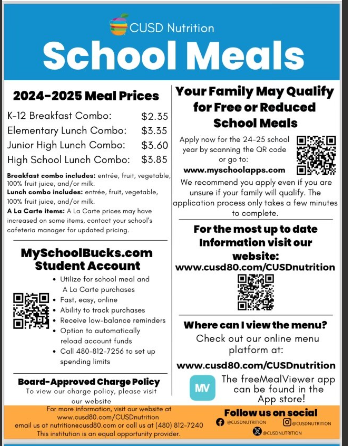 CUSD Nutrition
School Meals
2024-2025 Meal Prices
K-12 Breakfast Combo: $2.35
Elementary Lunch Combo: $3.35
Junior High Lunch Combo: $3.60
High School Lunch Combo: $3.85
Breakfast combo includes: entrée, fruit, vegetable,
100% fruit juice, and/or milk.
Lunch combo includes: entrée, fruit, vegetable,
100% fruit juice, and/or milk.
A La Carte items: A La Carte prices may have
increased on some items, contact your school's
cafeteria manager for updated pricing.
MySchoolBucks.com
Student Account
• Utilize for school meal and
A La Carte purchases
• Fast, easy, online
• Ability to track purchases
• Receive low-balance reminders
• Option to automatically
reload account funds
• Call 480-812-7256 to set up
spending limits
Board-Approved Charge Policy
To view our charge policy, please visit
our website
Your Family May Qualify
for Free or Reduced
School Meals
Apply now for the 24-25 school
year by scanning the QR code
or go to:
www.myschoolapps.com
We recommend you apply even if you are
unsure if your family will qualify. The
application process only takes a few minutes
to complete.
For the most up to date
Information visit our
website:
www.cusd80.com/CUSDnutrition
Where can I view the menu?
Check out our online menu
platform at:
www.cusd80.com/CUSDnutrition
MV
The freeMealViewer app
can be found in the
App store!
For more information, visit our website at
www.cusd80.com/CUSDnutrition
email us at nutrition@cusd80.com or call us at (480) 812-7240
This institution is an equal opportunity provider.
Follow us on social
@CUSDNUTRITION
@CUSDNUTRITION
@CUSDNUTRITION